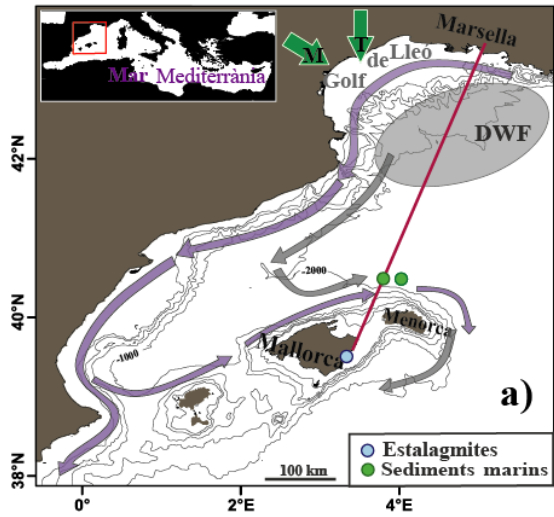 Mar Mediterrània
M
T
Marsella
Golf de Lleó
DWF
42°N
-2000
40°N
Menorca
Mallorca
-1000
a)
38°N
100 km
Estalagmites
Sediments marins
0°
2°E
4°E